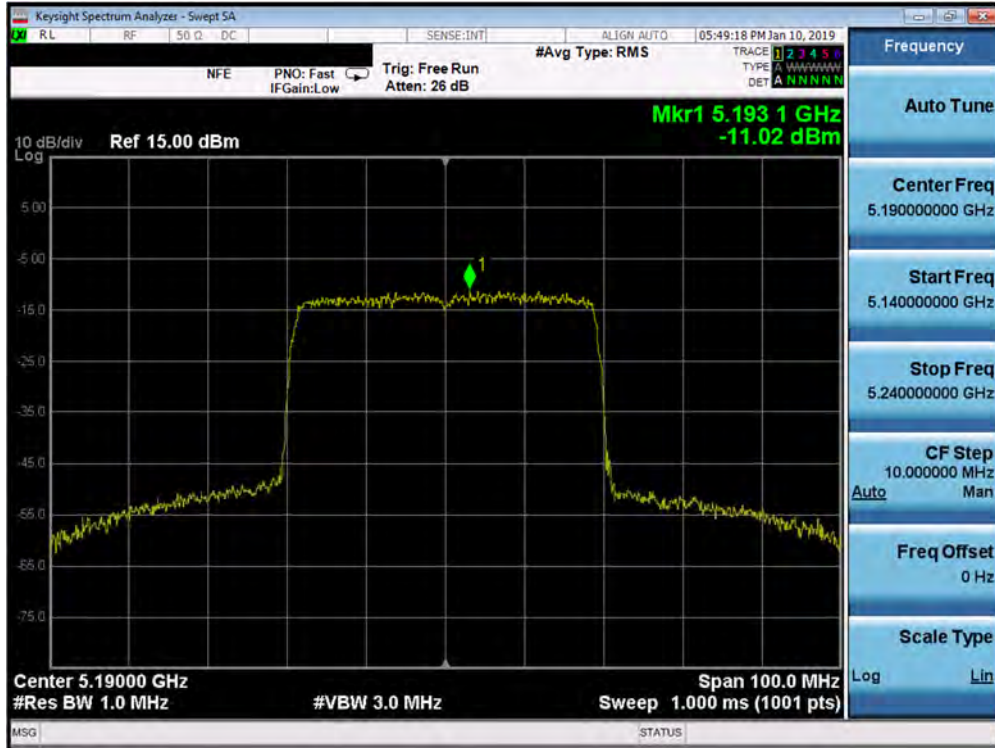 Keysight Spectrum Analyzer - Swept SA
LXI RL RF 50 Ω DC SENSE:INT ALIGN AUTO 05:49:18 PM Jan 10, 2019
#Avg Type: RMS TRACE 1 2 3 4 5 6
NFE PNO: Fast Trig: Free Run TYPE A WWWWW
IFGain:Low Atten: 26 dB DET A N N N N N
Mkr1 5.193 1 GHz
-11.02 dBm
10 dB/div Ref 15.00 dBm
Log
5.00
-5.00
-15.0
-25.0
-35.0
-45.0
-55.0
-65.0
-75.0
1
Center 5.19000 GHz Span 100.0 MHz
#Res BW 1.0 MHz #VBW 3.0 MHz Sweep 1.000 ms (1001 pts)
MSG STATUS
Frequency
Auto Tune
Center Freq
5.190000000 GHz
Start Freq
5.140000000 GHz
Stop Freq
5.240000000 GHz
CF Step
10.000000 MHz
Auto Man
Freq Offset
0 Hz
Scale Type
Log Lin